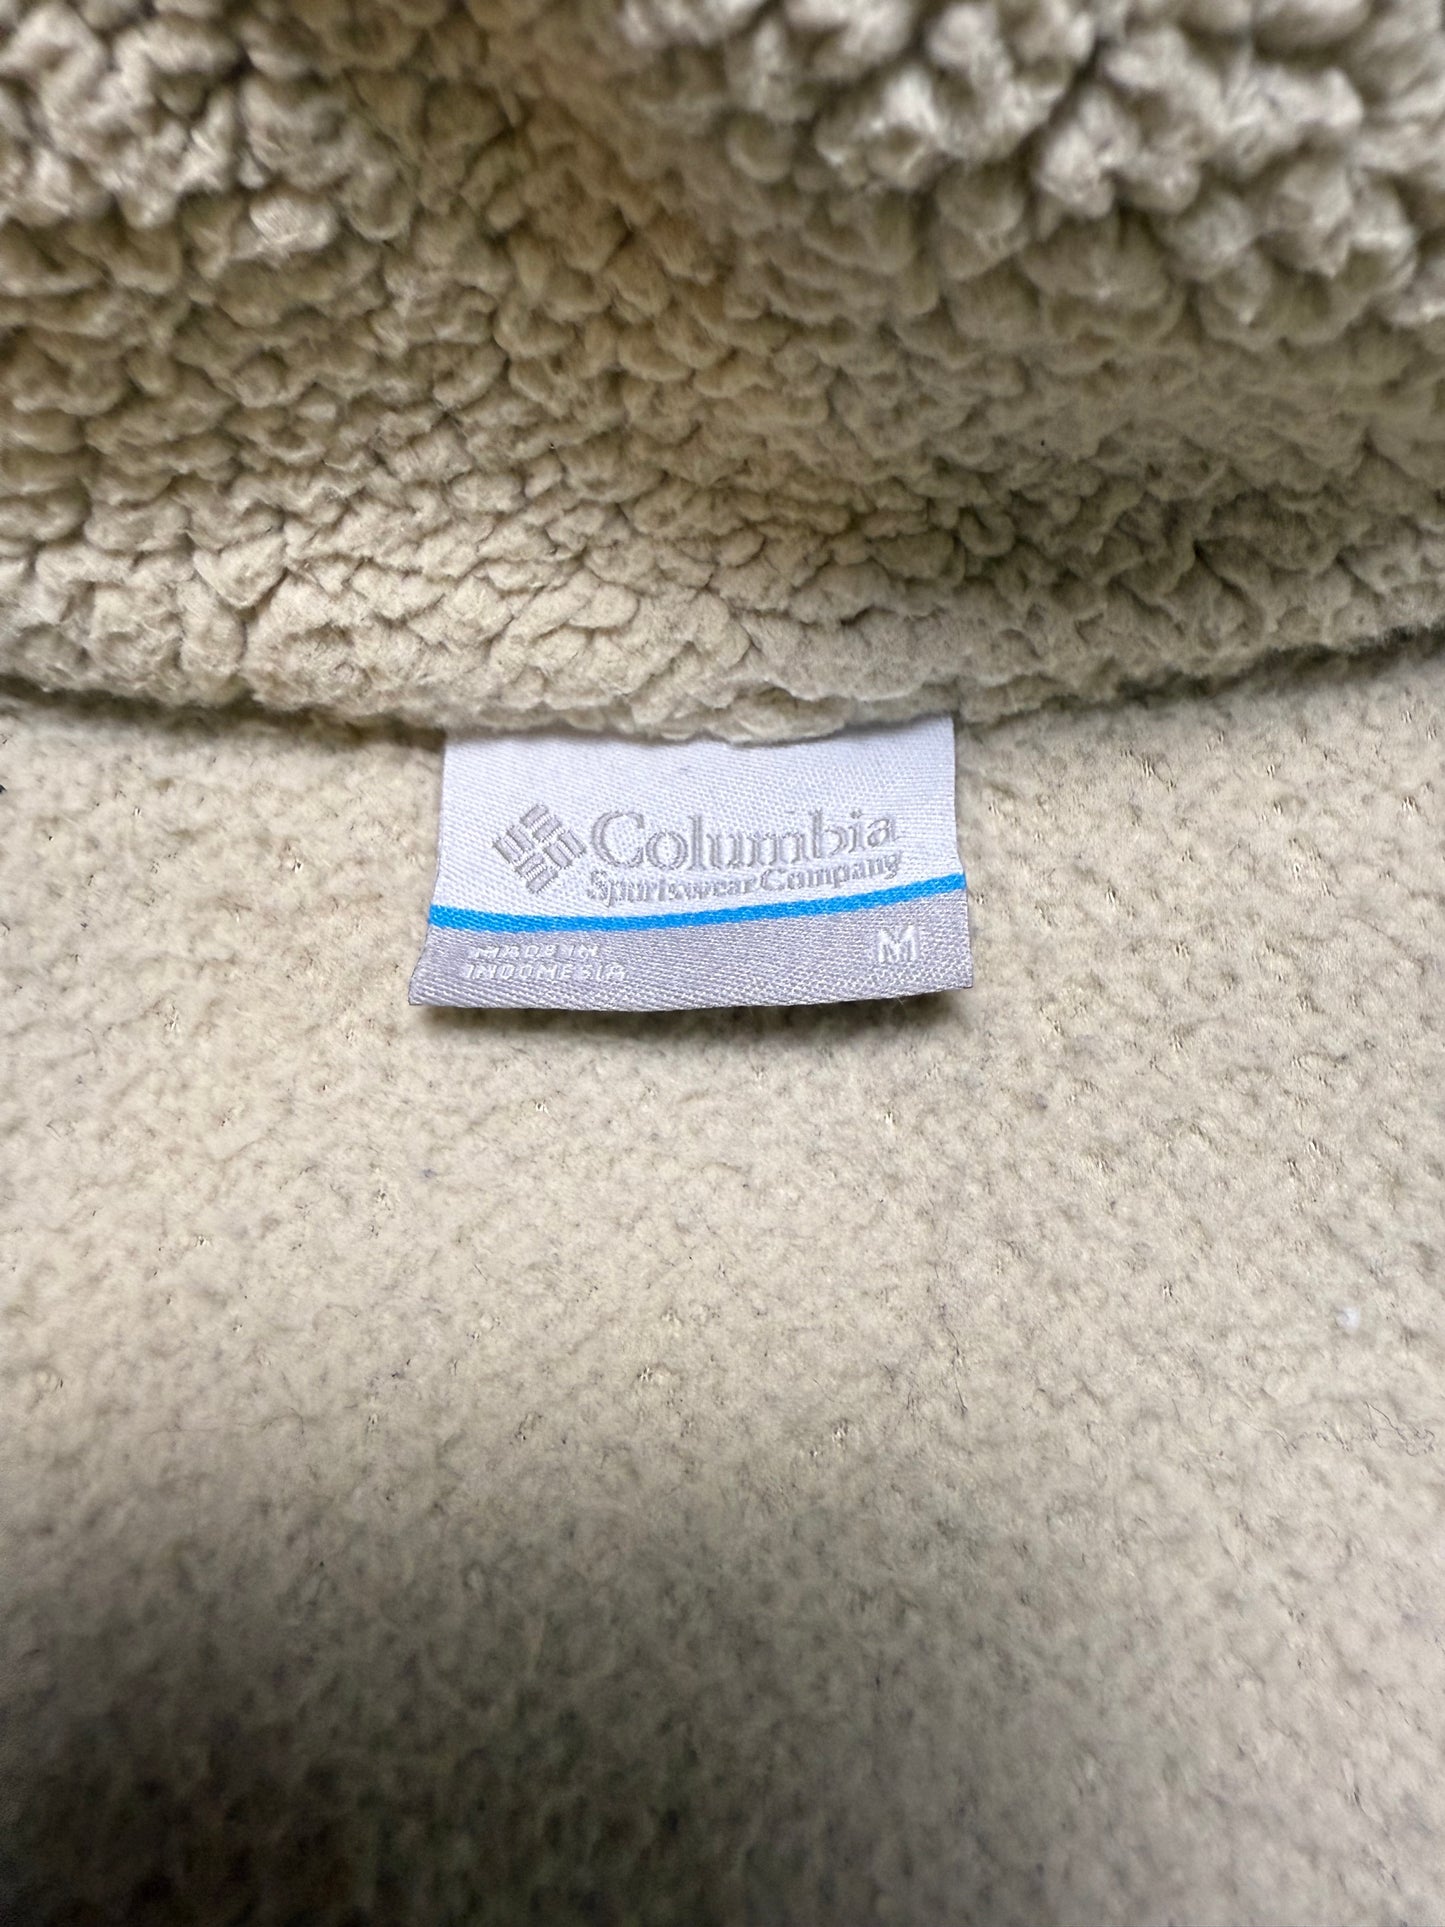 Columbia
Sportswear Company
MADE IN
INDONESIA
M